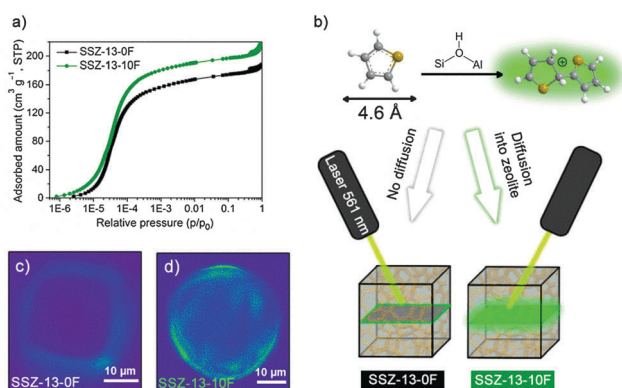 a)
SSZ-13-0F
SSZ-13-10F
Adsorbed amount (cm³ g⁻¹, STP)
200
160
120
80
40
0
1E-6 1E-5 1E-4 1E-3 0.01 0.1 1
Relative pressure (p/p₀)
b)
H
O
Si Al
⊕
4.6 Å
No diffusion
Diffusion
into zeolite
Laser 561 nm
SSZ-13-0F
SSZ-13-10F
c)
SSZ-13-0F
10 µm
d)
SSZ-13-10F
10 µm